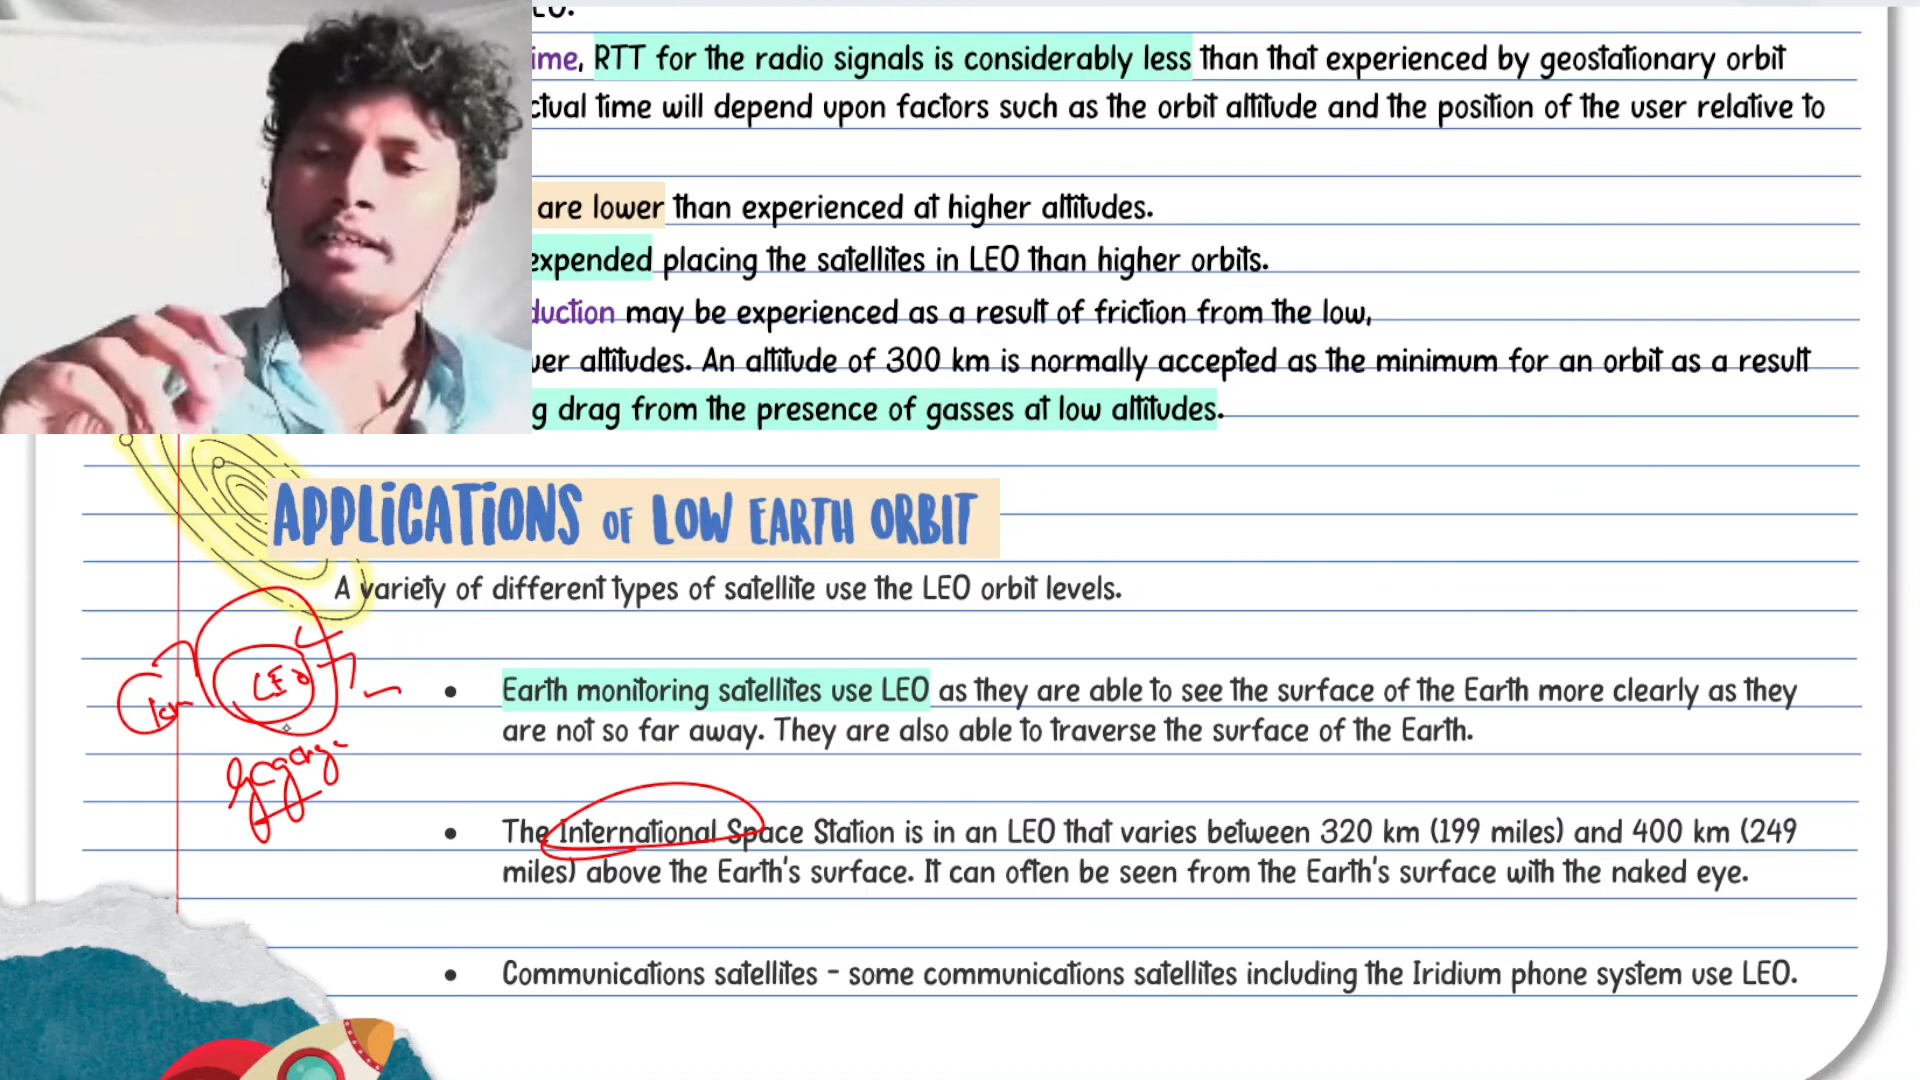 LEO.
ime, RTT for the radio signals is considerably less than that experienced by geostationary orbit
ctual time will depend upon factors such as the orbit altitude and the position of the user relative to
are lower than experienced at higher altitudes.
expended placing the satellites in LEO than higher orbits.
duction may be experienced as a result of friction from the low,
wer altitudes. An altitude of 300 km is normally accepted as the minimum for an orbit as a result
g drag from the presence of gasses at low altitudes.
APPLiCATiONS OF LOW EARTH ORBIT
A variety of different types of satellite use the LEO orbit levels.
LEO
• Earth monitoring satellites use LEO as they are able to see the surface of the Earth more clearly as they
are not so far away. They are also able to traverse the surface of the Earth.
• The International Space Station is in an LEO that varies between 320 km (199 miles) and 400 km (249
miles) above the Earth's surface. It can often be seen from the Earth's surface with the naked eye.
• Communications satellites - some communications satellites including the Iridium phone system use LEO.